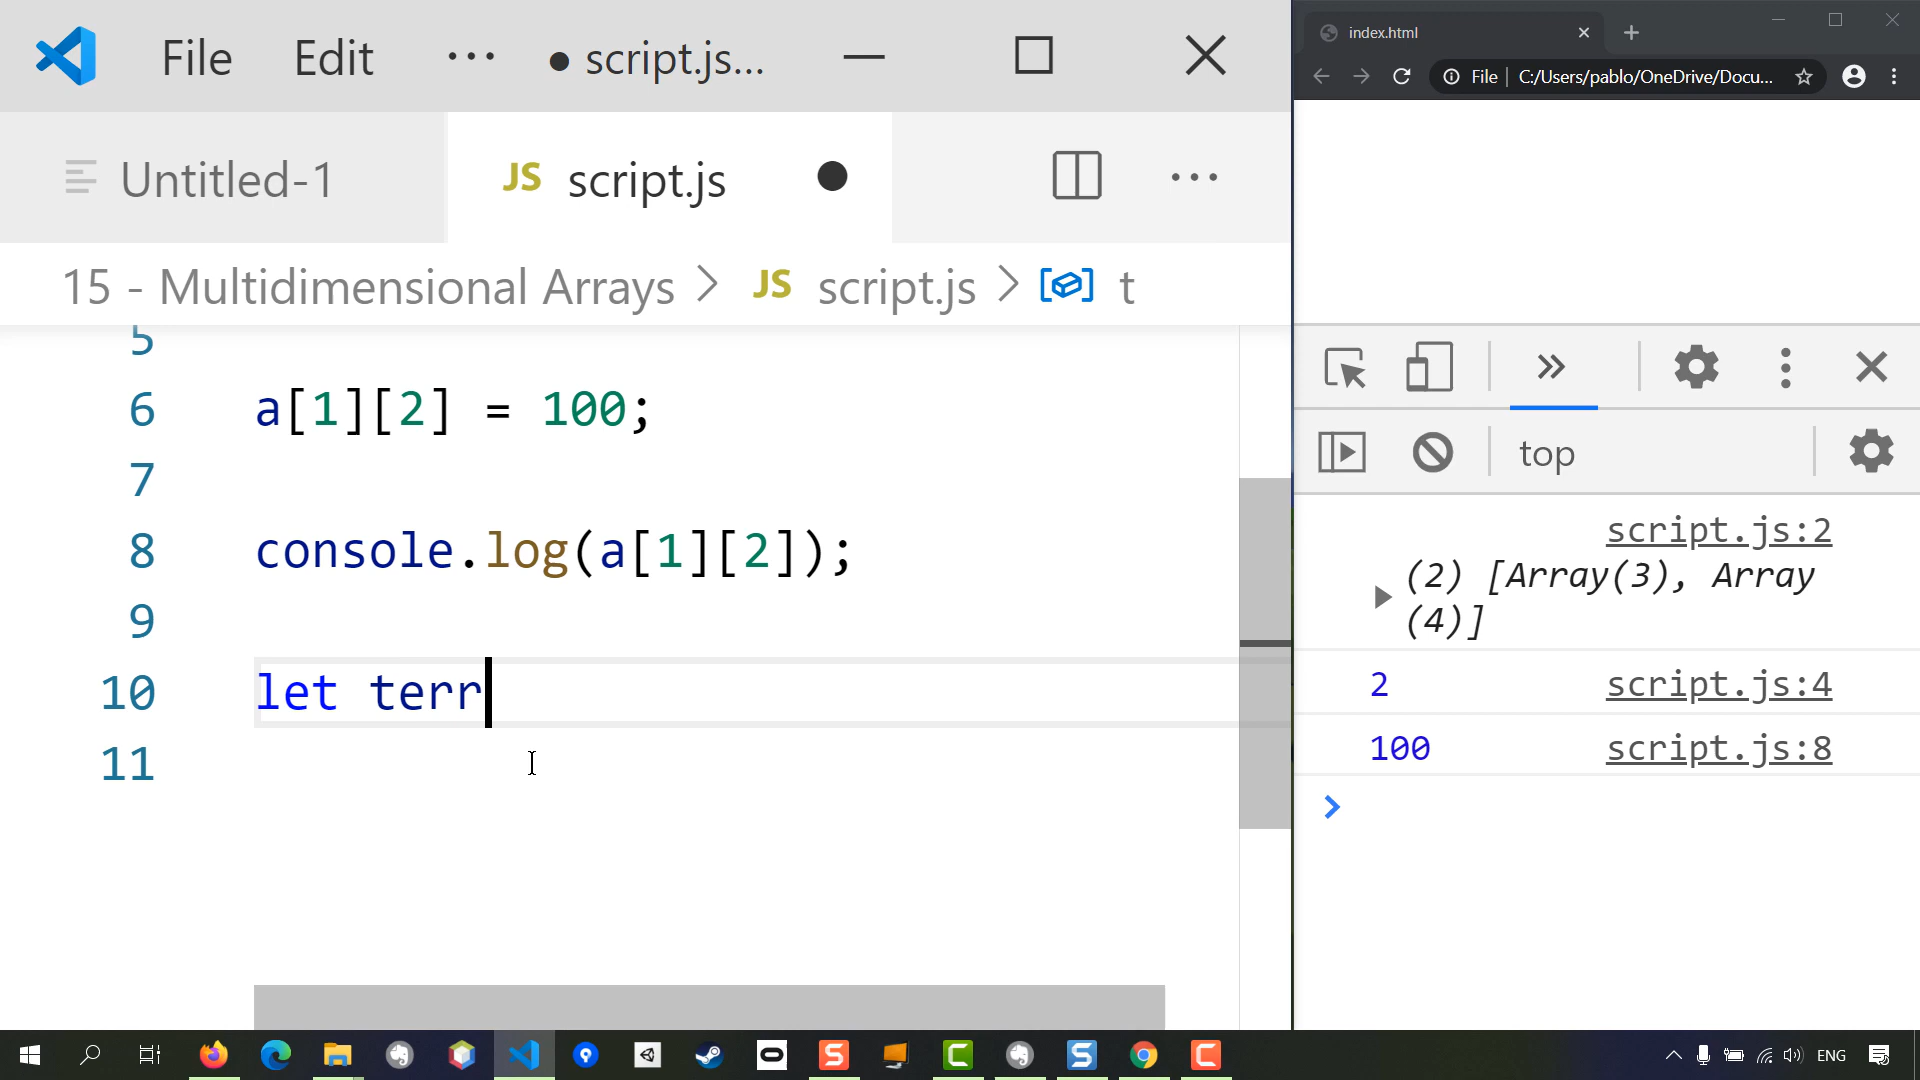 File Edit ··· ● script.js...
Untitled-1
JS script.js ● ···
15 - Multidimensional Arrays > JS script.js > t
5
6 a[1][2] = 100;
7
8 console.log(a[1][2]);
9
10 let terr
11
index.html
File | C:/Users/pablo/OneDrive/Docu...
top
script.js:2
(2) [Array(3), Array
(4)]
2 script.js:4
100 script.js:8
ENG